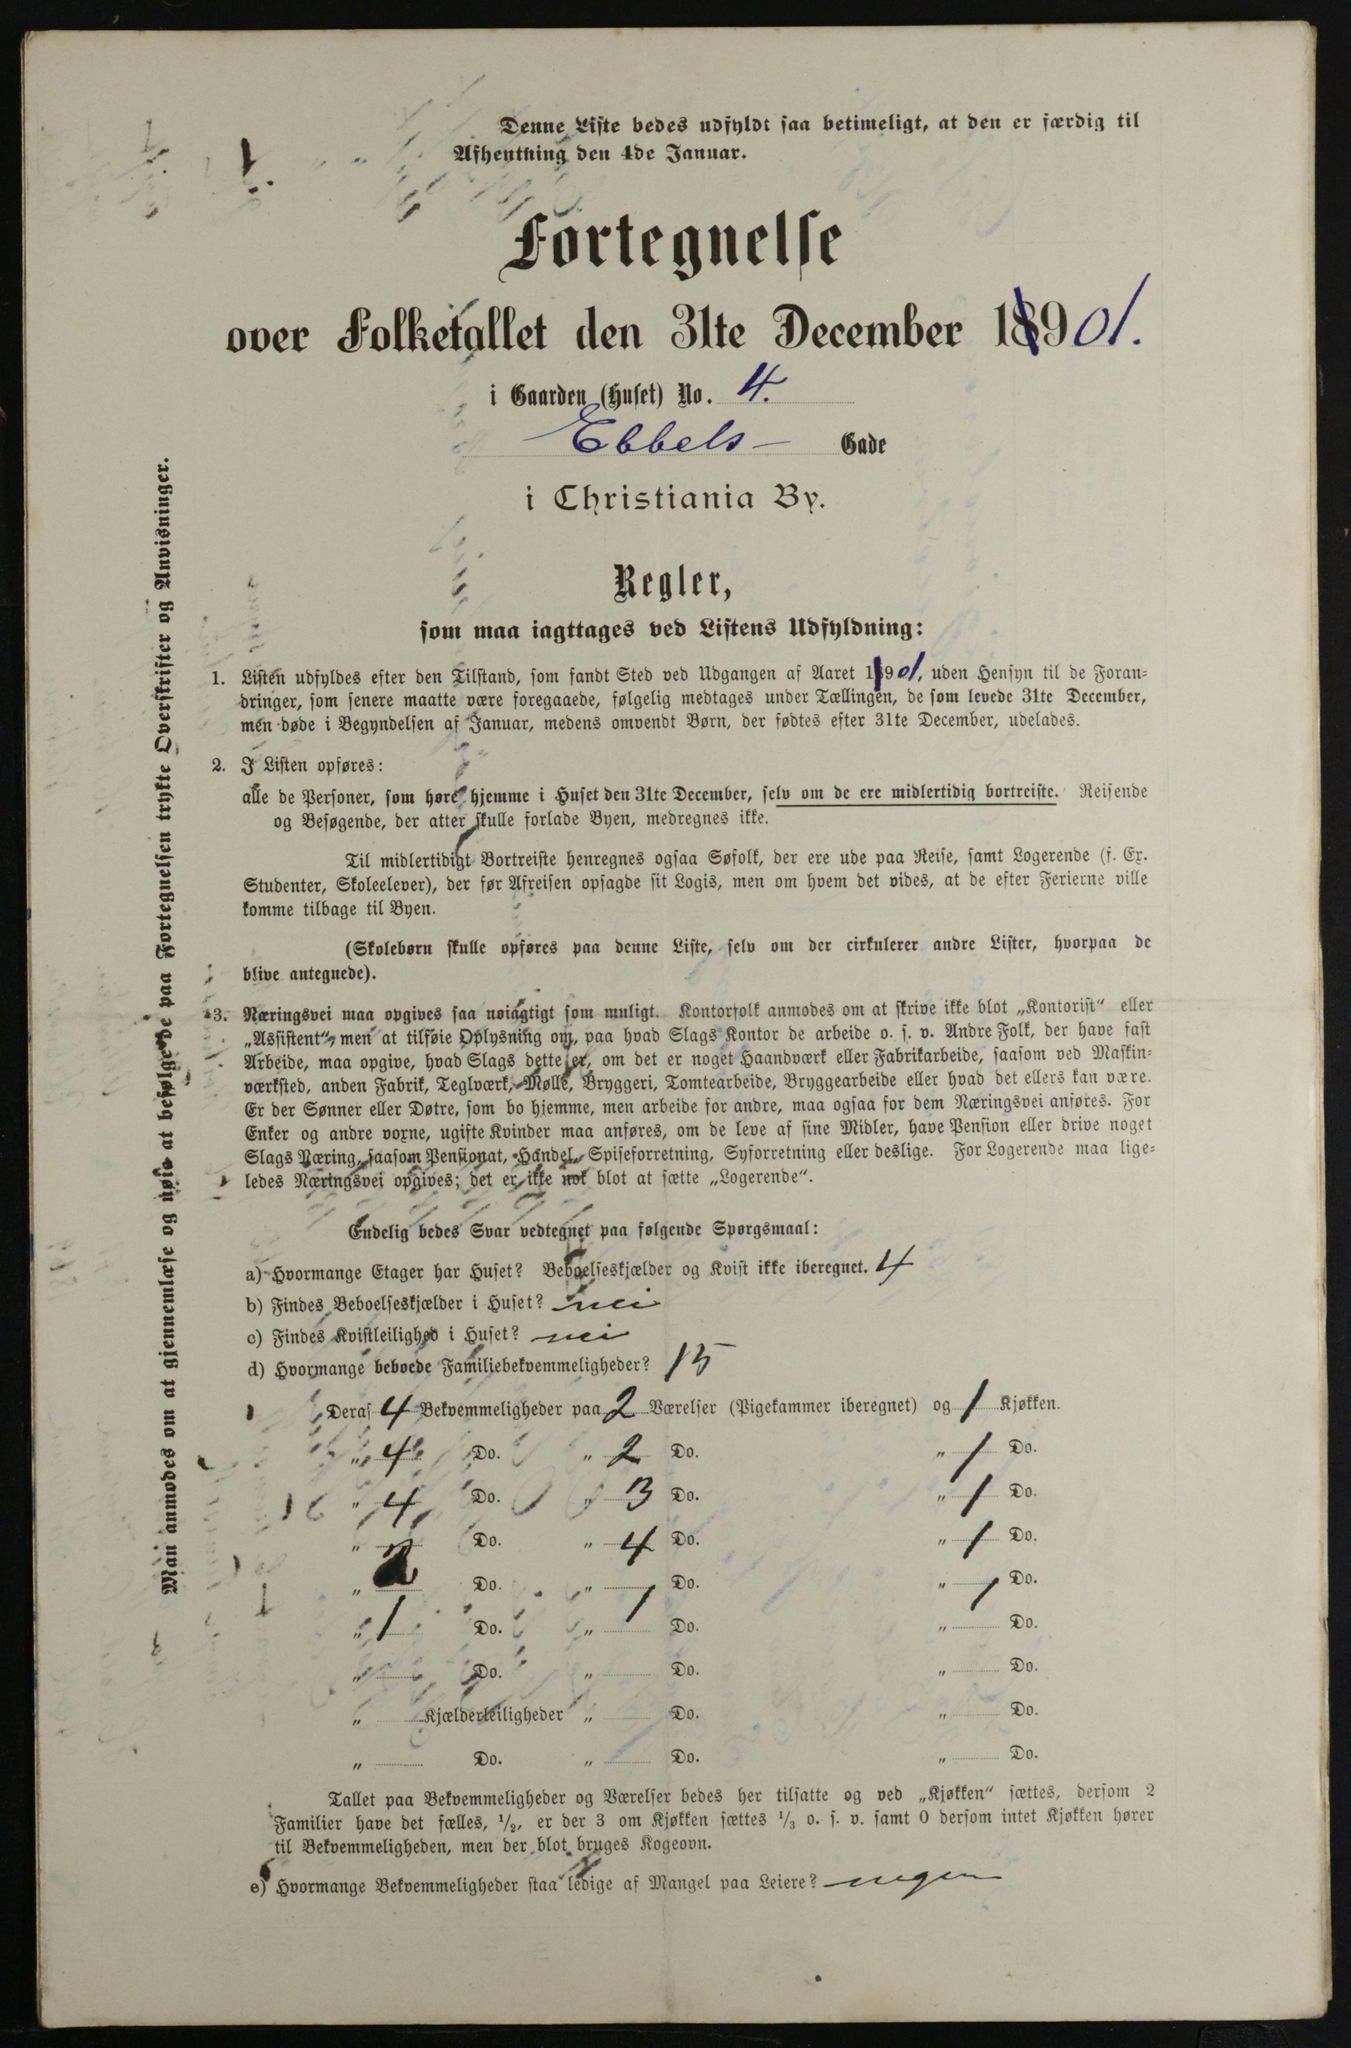 Denne Liste bedes udfyldt saa betimeligt, at den er færdig til
Afhentning den 4de Januar.
1.
Fortegnelse
over Folketallet den 31te December 1901.
i Gaarden (Huset) No. 4.
Ebbels- Gade
i Christiania By.
Regler,
som maa iagttages ved Listens Udfyldning:
1. Listen udfyldes efter den Tilstand, som fandt Sted ved Udgangen af Aaret 1901, uden Hensyn til de Foran-
dringer, som senere maatte være foregaaede, følgelig medtages under Tællingen, de som levede 31te December,
men døde i Begyndelsen af Januar, medens omvendt Børn, der fødtes efter 31te December, udelades.
2. I Listen opføres:
alle de Personer, som høre hjemme i Huset den 31te December, selv om de ere midlertidig bortreiste. Reisende
og Besøgende, der atter skulle forlade Byen, medregnes ikke.
Til midlertidigt Bortreiste henregnes ogsaa Søfolk, der ere ude paa Reise, samt Logerende (f. Ex.
Studenter, Skoleelever), der før Afreisen opsagde sit Logis, men om hvem det vides, at de efter Ferierne ville
komme tilbage til Byen.
(Skolebørn skulle opføres paa denne Liste, selv om der cirkulerer andre Lister, hvorpaa de
blive antegnede).
3. Næringsvei maa opgives saa nøiagtigt som muligt. Kontorfolk anmodes om at skrive ikke blot „Kontorist“ eller
„Assistent“, men at tilføie Oplysning om, paa hvad Slags Kontor de arbeide o. s. v. Andre Folk, der have fast
Arbeide, maa opgive, hvad Slags dette er, om det er noget Haandværk eller Fabrikarbeide, saasom ved Maskin-
værksted, anden Fabrik, Teglværk, Mølle, Bryggeri, Tomtearbeide, Bryggearbeide eller hvad det ellers kan være.
Er der Sønner eller Døtre, som bo hjemme, men arbeide for andre, maa ogsaa for dem Næringsvei anføres. For
Enker og andre voxne, ugifte Kvinder maa anføres, om de leve af sine Midler, have Pension eller drive noget
Slags Næring, saasom Pensionat, Handel, Spiseforretning, Syforretning eller deslige. For Logerende maa lige-
ledes Næringsvei opgives; det er ikke nok blot at sætte „Logerende“.
Endelig bedes Svar vedtegnet paa følgende Spørgsmaal:
a) Hvormange Etager har Huset? Beboelseskjælder og Kvist ikke iberegnet. 4
b) Findes Beboelseskjælder i Huset? nei
c) Findes Kvistleilighed i Huset? nei
d) Hvormange beboede Familiebekvemmeligheder? 15
Deraf 4 Bekvemmeligheder paa 2 Værelser (Pigekammer iberegnet) og 1 Kjøkken.
„ 4 Do. „ 2 Do. „ 1 Do.
„ 4 Do. „ 3 Do. „ 1 Do.
„ 2 Do. „ 4 Do. „ 1 Do.
„ Do. „ Do. „ 1 Do.
„ 1 Do. „ 1 Do. „ Do.
„ Do. „ Do. „ Do.
„ Kjælderleiligheder „ Do. „ Do.
„ Do. „ Do. „ Do.
Tallet paa Bekvemmeligheder og Værelser bedes her tilsatte og ved „Kjøkken“ sættes, dersom 2
Familier have det fælles, 1/2, er der 3 om Kjøkken sættes 1/3 o. s. v. samt 0 dersom intet Kjøkken hører
til Bekvemmeligheden, men der blot bruges Kogeovn.
e) Hvormange Bekvemmeligheder staa ledige af Mangel paa Leiere? ingen
Man anmodes om at gjennemlæse og nøie at befølge de paa Fortegnelsen trykte Overskrifter og Anvisninger.